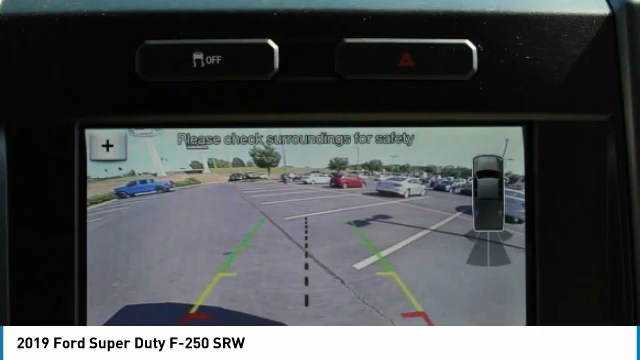 OFF
+
Please check surroundings for safety
2019 Ford Super Duty F-250 SRW